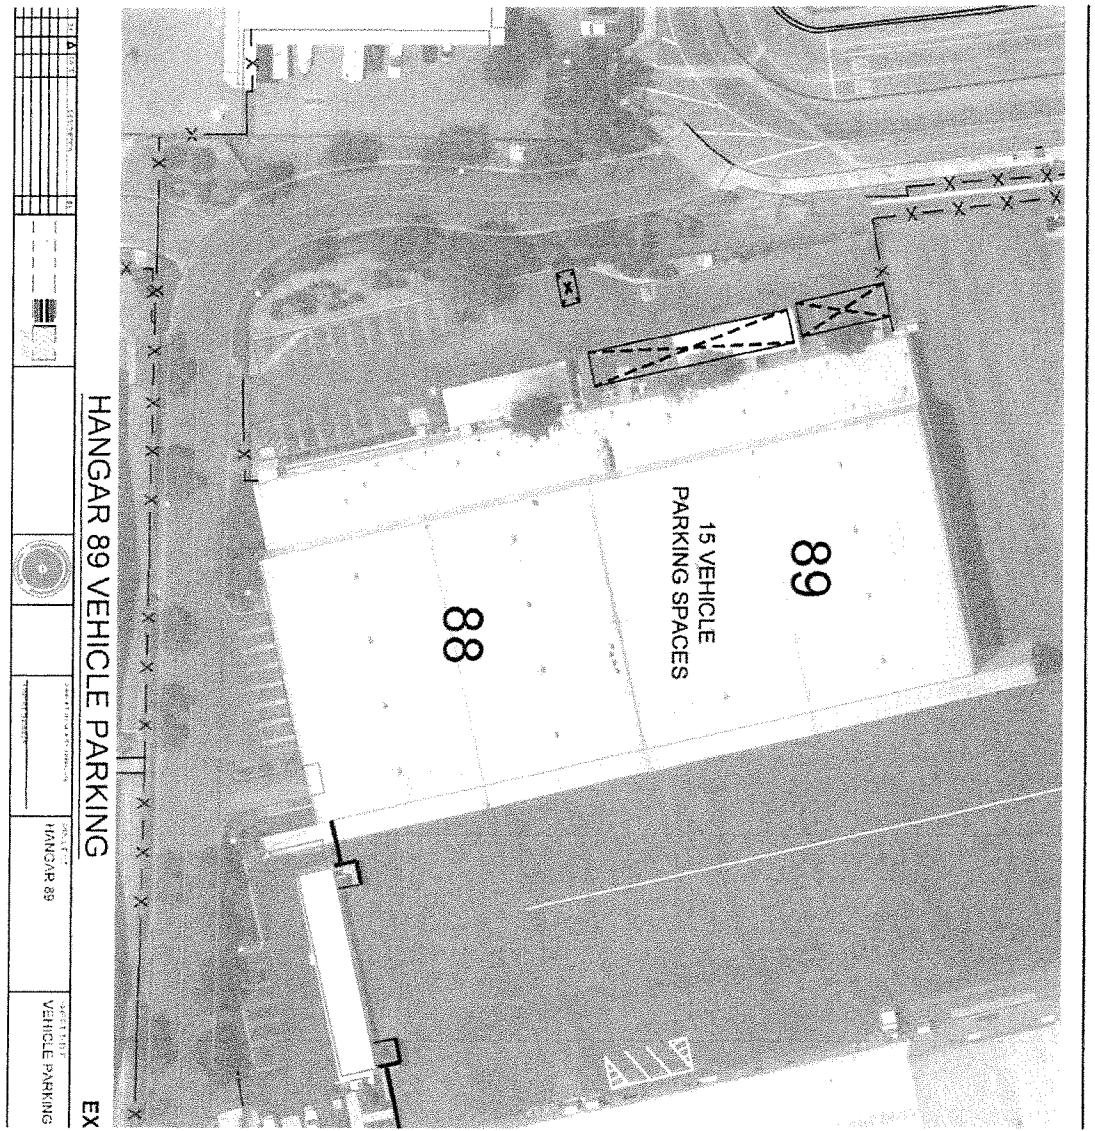 89
15 VEHICLE
PARKING SPACES
88
HANGAR 89 VEHICLE PARKING
HANGAR 89
VEHICLE PARKING
EX